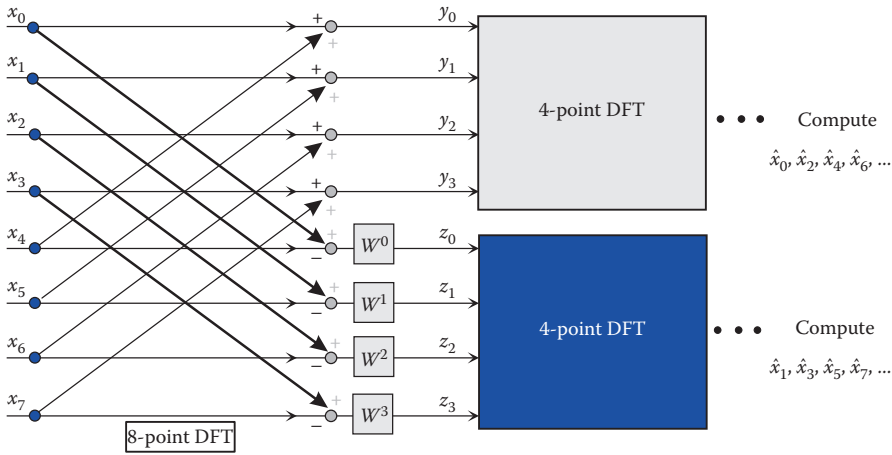 x₀ + + y₀
x₁ + + y₁
x₂ + + y₂
x₃ + + y₃
4-point DFT
Compute
x̂₀, x̂₂, x̂₄, x̂₆, ...
x₄ + − W⁰ z₀
x₅ + − W¹ z₁
x₆ + − W² z₂
x₇ + − W³ z₃
4-point DFT
Compute
x̂₁, x̂₃, x̂₅, x̂₇, ...
8-point DFT